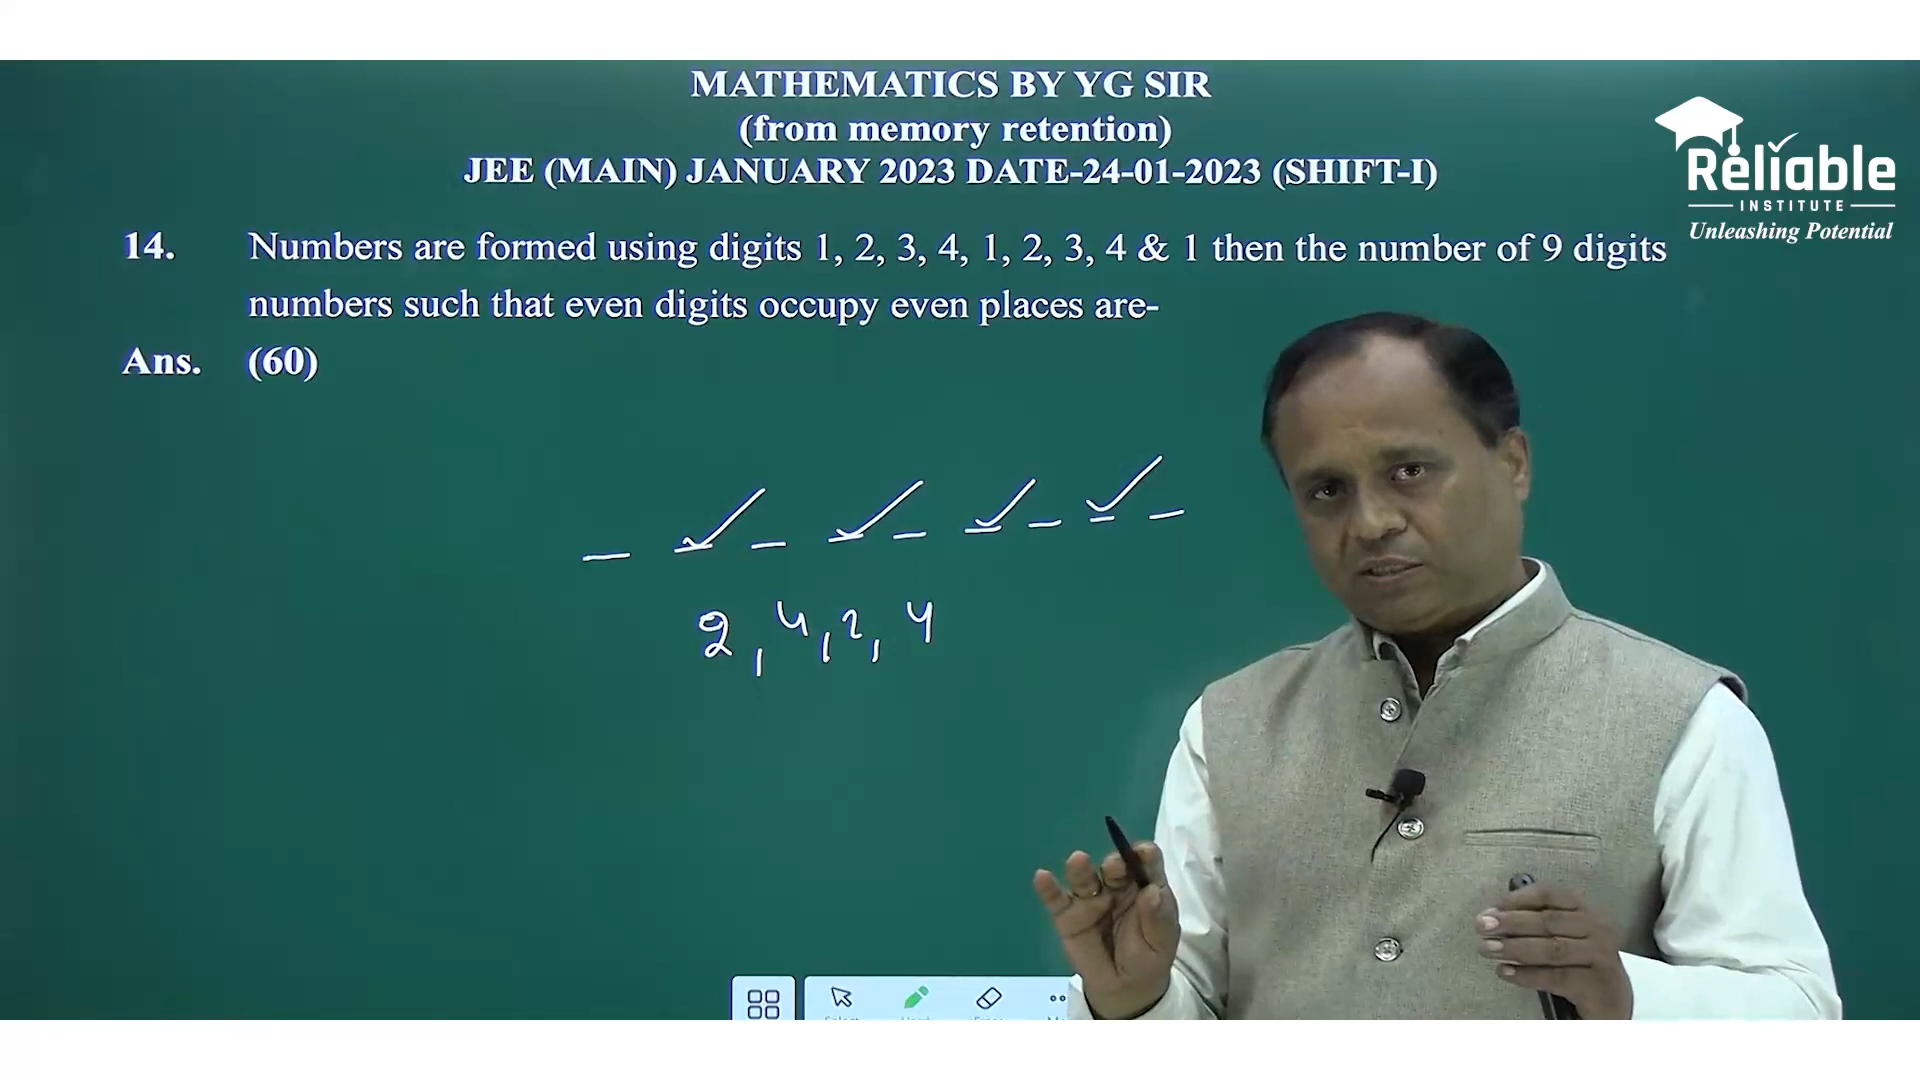 MATHEMATICS BY YG SIR
(from memory retention)
JEE (MAIN) JANUARY 2023 DATE-24-01-2023 (SHIFT-I)
Reliable
INSTITUTE
Unleashing Potential
14. Numbers are formed using digits 1, 2, 3, 4, 1, 2, 3, 4 & 1 then the number of 9 digits
numbers such that even digits occupy even places are-
Ans. (60)
2, 4, 2, 4